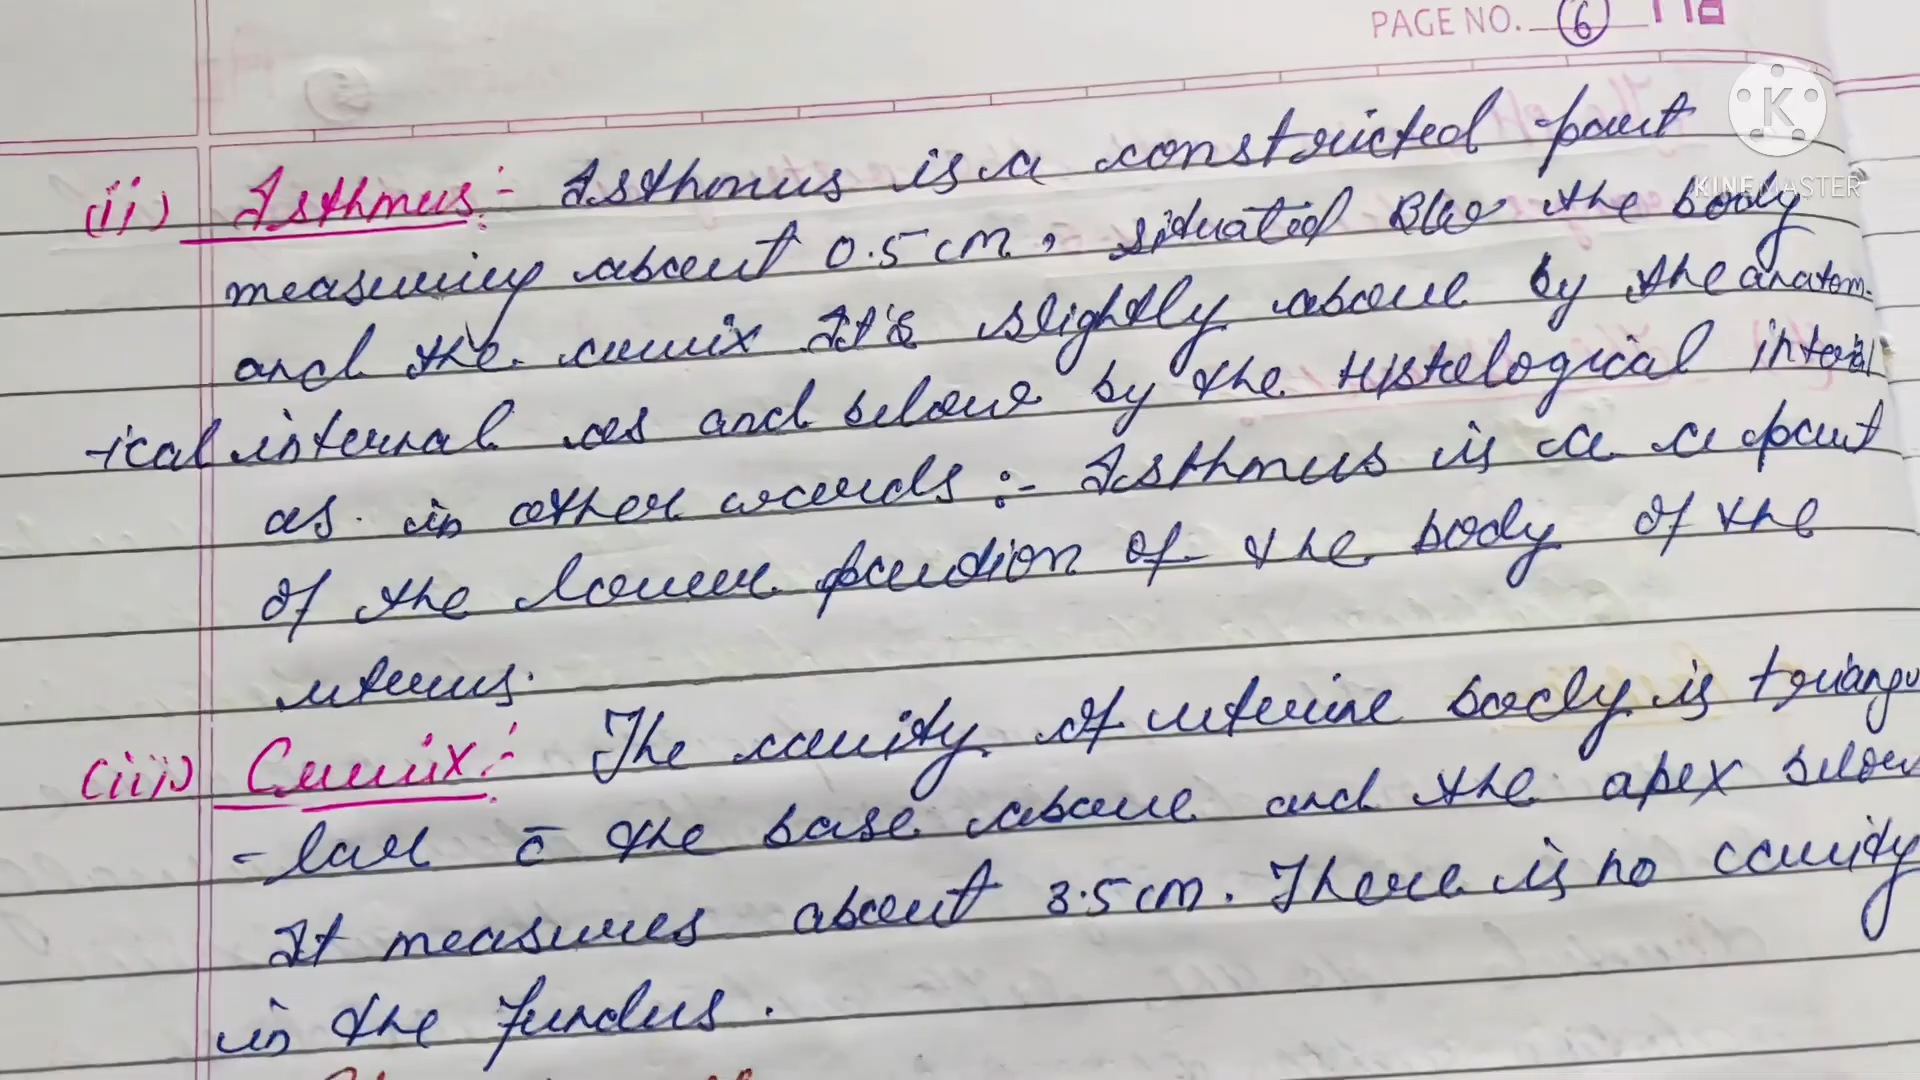 PAGE NO. 6
K
KINEMASTER
(ii) Isthmus :- Isthmus is a constricted part
measuring about 0.5 cm, situated B/w the body
and the cervix It's slightly above by the anatom-
-ical internal os and below by the Histological internal
os. in other words :- Isthmus is a a part
of the lower portion of the body of the
uterus.
(iii) Cervix :- The cavity of uterine body is triangu
-lar c̄ the base above and the apex below
It measures about 3.5 cm. There is no cavity
in the fundus.